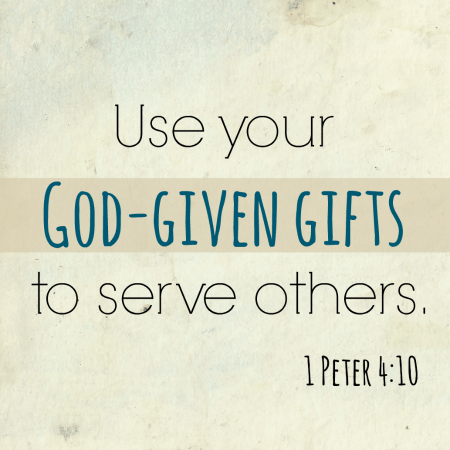 Use your
GOD-GIVEN GIFTS
to serve others.
1 PETER 4:10